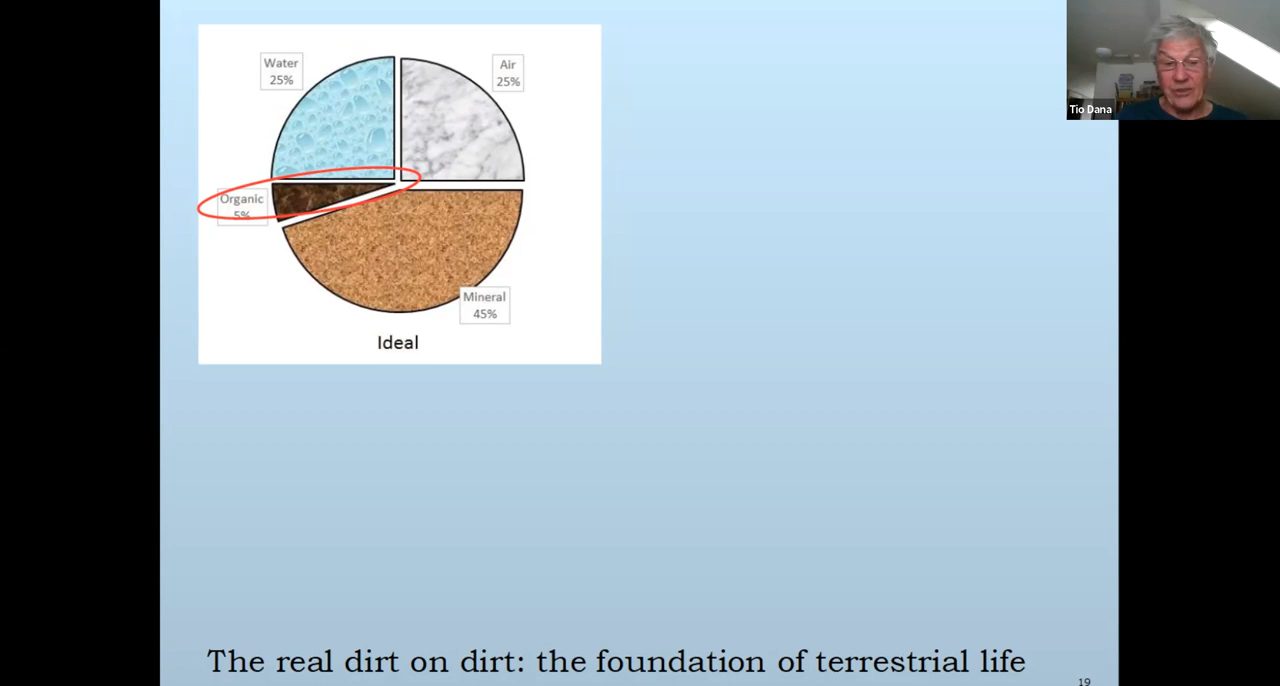 Water
25%
Air
25%
Tio Dana
Organic
5%
Mineral
45%
Ideal
The real dirt on dirt: the foundation of terrestrial life
19